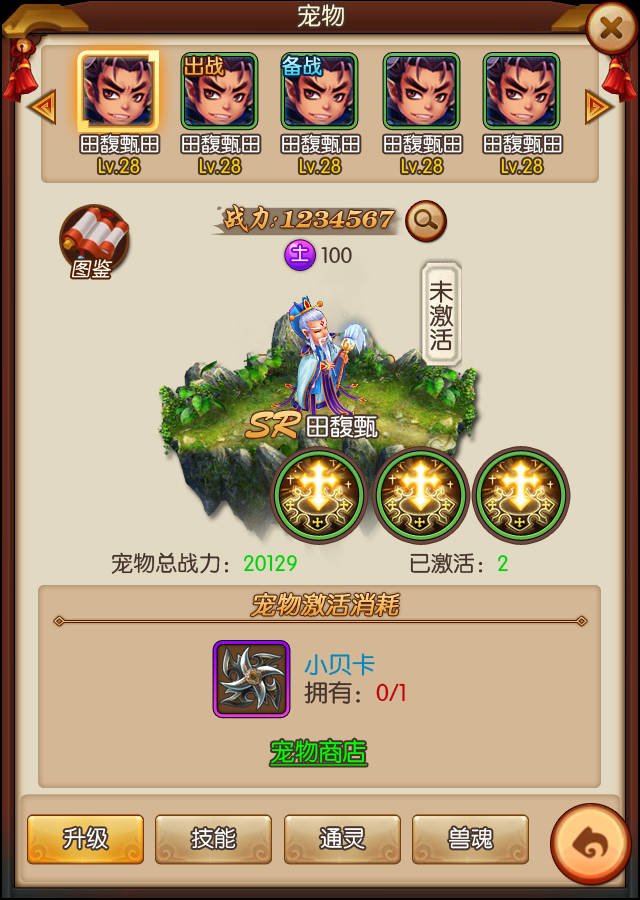 宠物
出战 备战
田馥甄田 田馥甄田 田馥甄田 田馥甄田 田馥甄田
Lv.28 Lv.28 Lv.28 Lv.28 Lv.28
战力:1234567
图鉴
土 100
未激活
SR 田馥甄
宠物总战力：20129 已激活：2
宠物激活消耗
小贝卡
拥有：0/1
宠物商店
升级 技能 通灵 兽魂